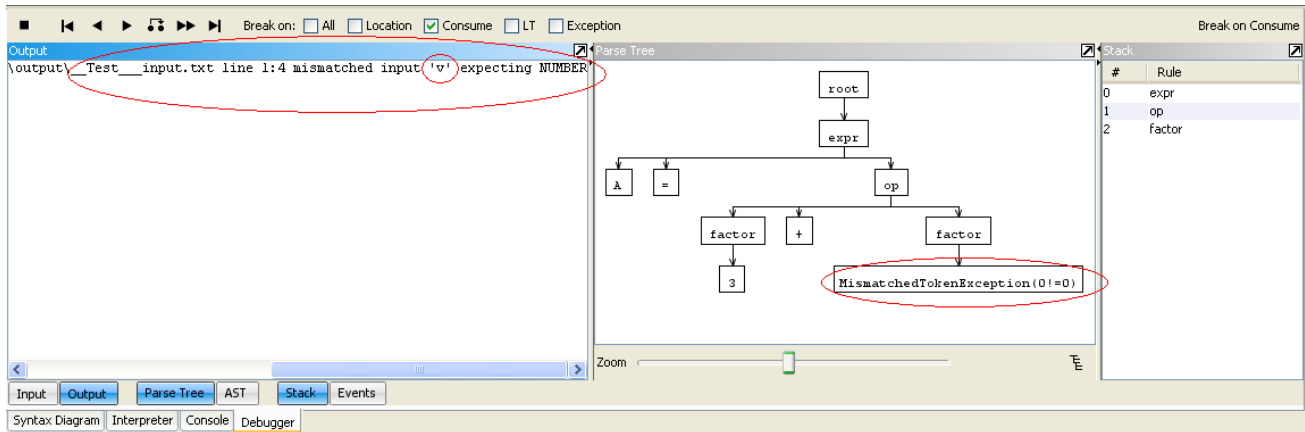 Break on: All Location Consume LT Exception Break on Consume
Output
\output\__Test___input.txt line 1:4 mismatched input 'v' expecting NUMBER
Parse Tree
root
expr
A = op
factor + factor
3 MismatchedTokenException(0!=0)
Zoom
Stack
# Rule
0 expr
1 op
2 factor
Input Output Parse Tree AST Stack Events
Syntax Diagram Interpreter Console Debugger